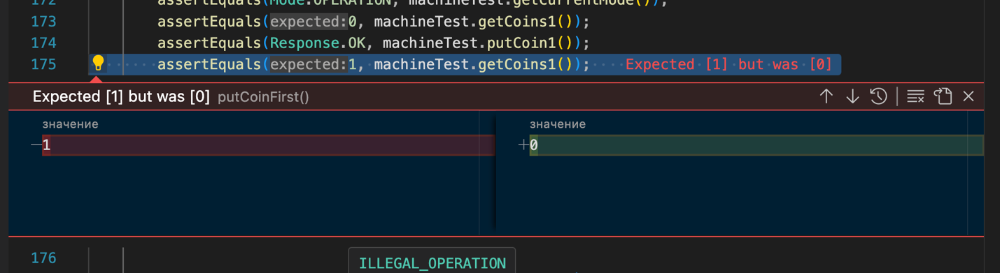 172 assertEquals(Mode.OPERATION, machineTest.getCurrentMode());
173 assertEquals(expected:0, machineTest.getCoins1());
174 assertEquals(Response.OK, machineTest.putCoin1());
175 assertEquals(expected:1, machineTest.getCoins1()); Expected [1] but was [0]
Expected [1] but was [0] putCoinFirst()
значение значение
—1 +0
176
ILLEGAL_OPERATION